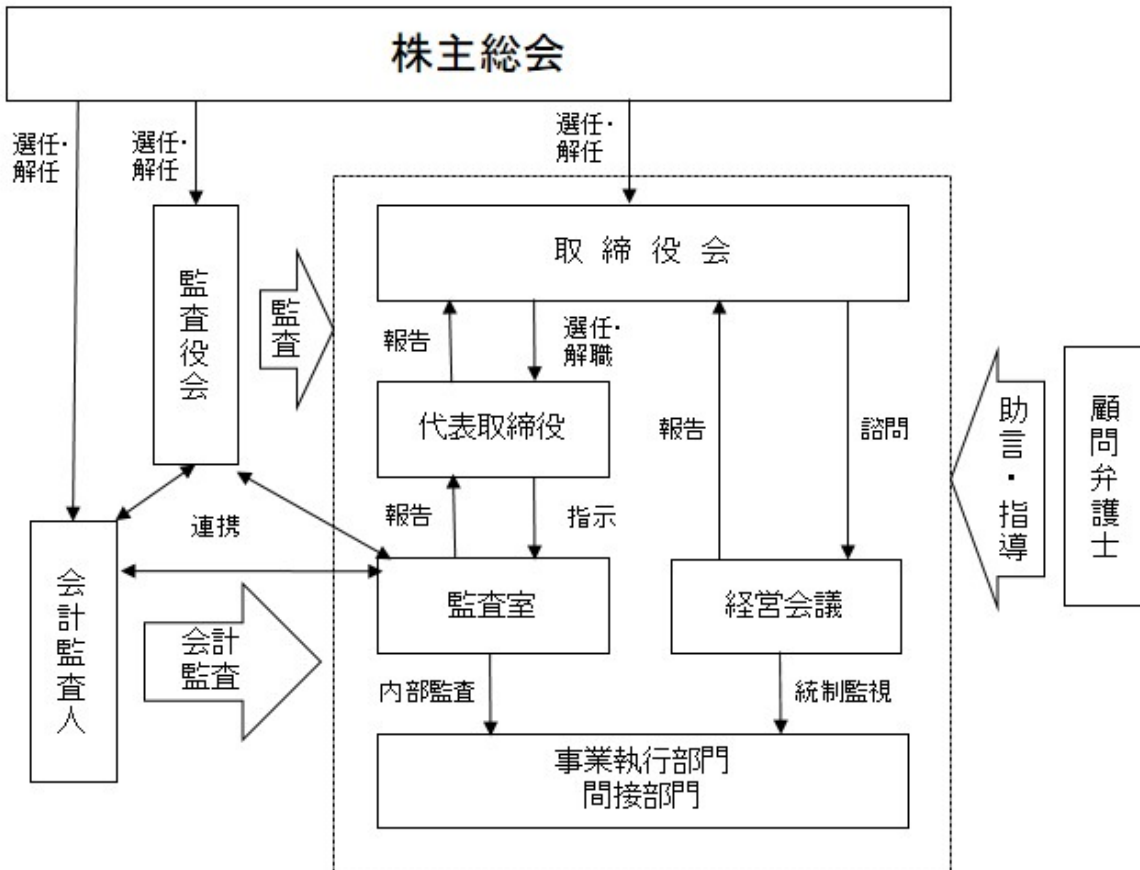 株主総会
選任・
解任
選任・
解任
選任・
解任
取締役会
監査役会
監査
報告
選任・
解職
代表取締役
報告
諮問
助言・指導
顧問弁護士
報告
指示
連携
監査室
経営会議
会計監査人
会計
監査
内部監査
統制監視
事業執行部門
間接部門